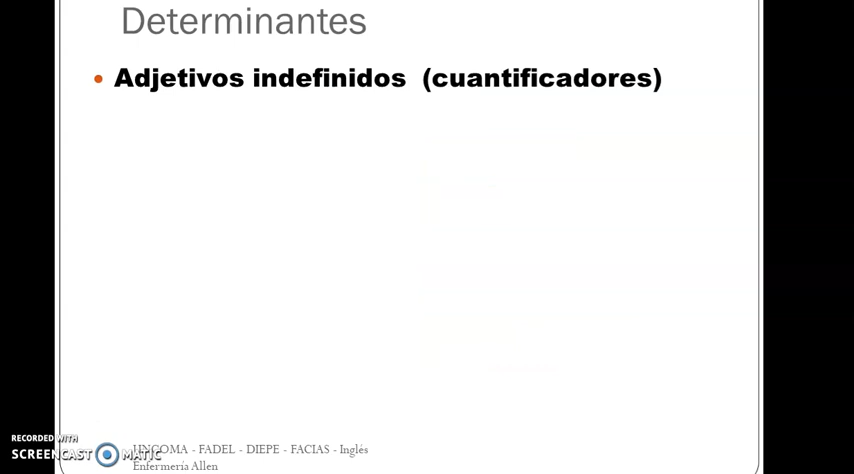 Determinantes
• Adjetivos indefinidos (cuantificadores)
RECORDED WITH
SCREENCAST MATIC
UNCOMA - FADEL - DIEPE - FACIAS - Inglés
Enfermería Allen